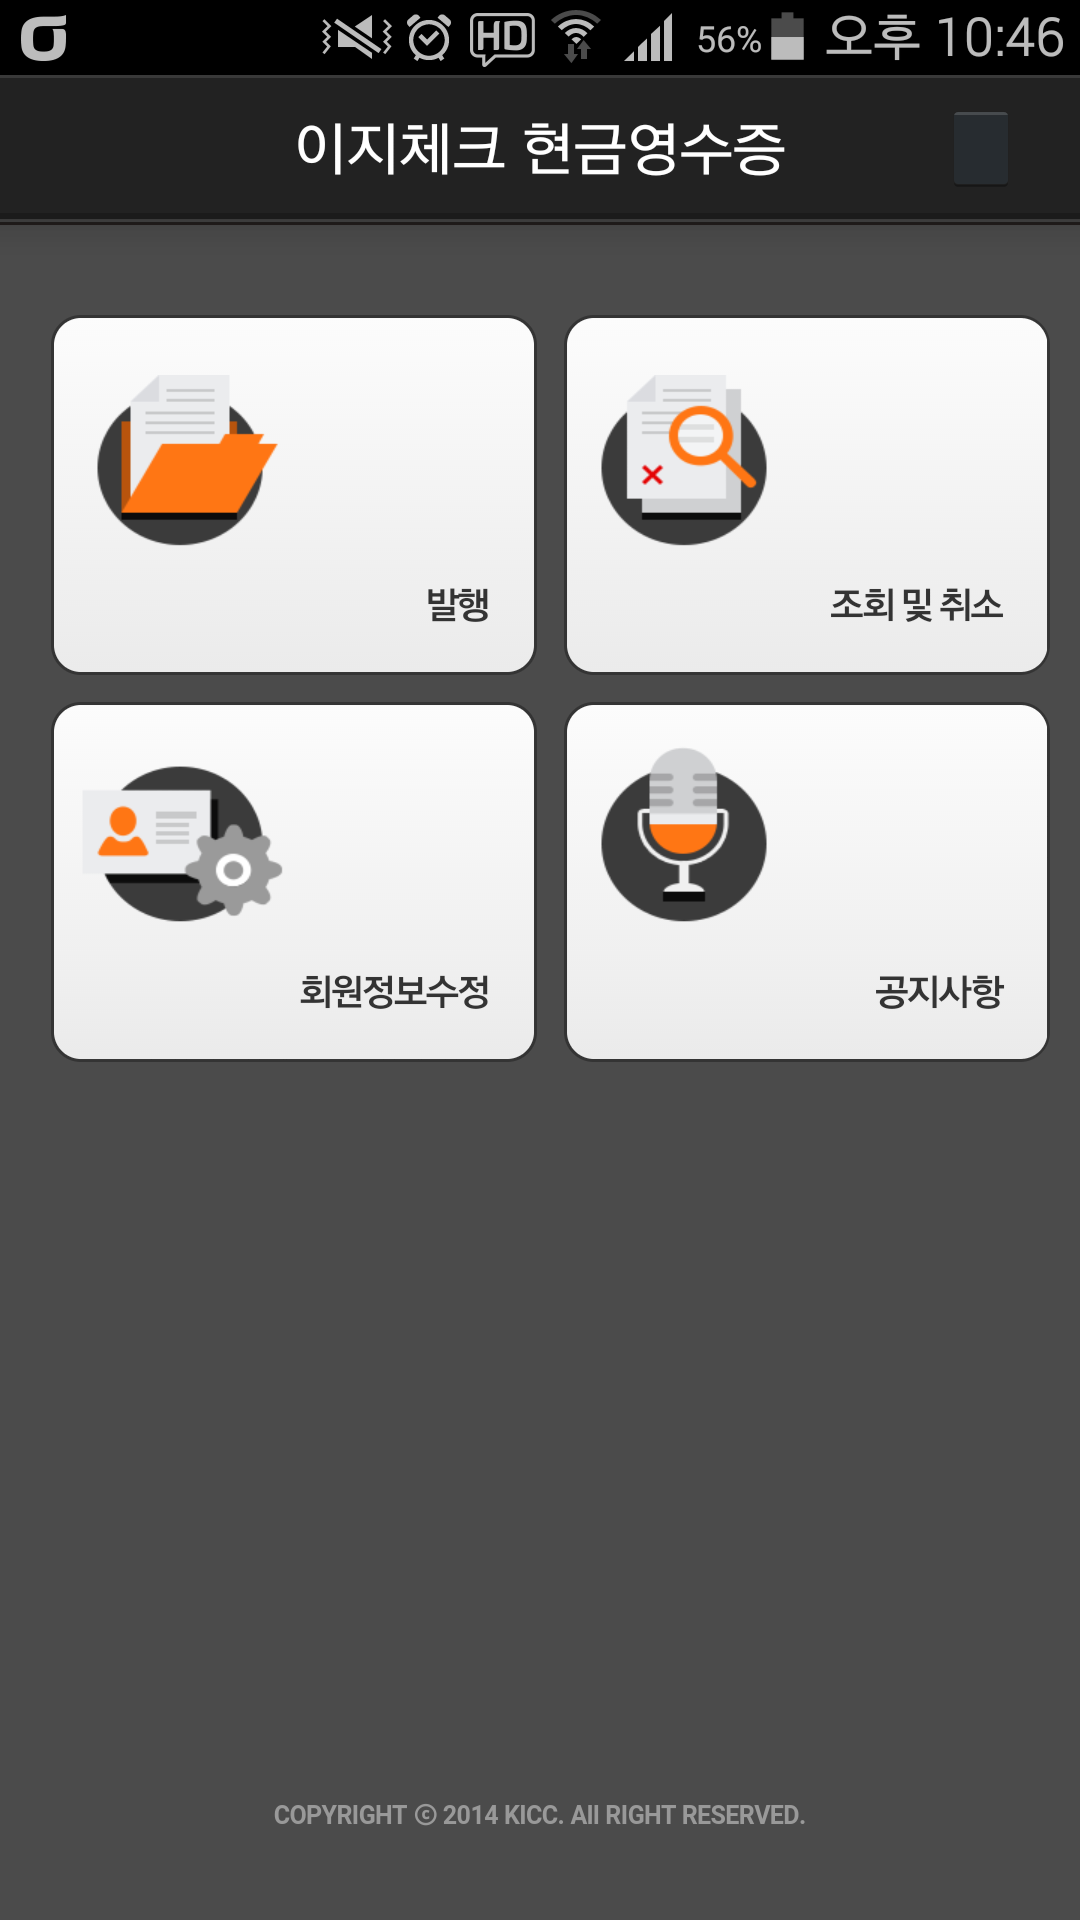 HD 56% 오후 10:46
이지체크 현금영수증
발행
조회 및 취소
회원정보수정
공지사항
COPYRIGHT ⓒ 2014 KICC. All RIGHT RESERVED.